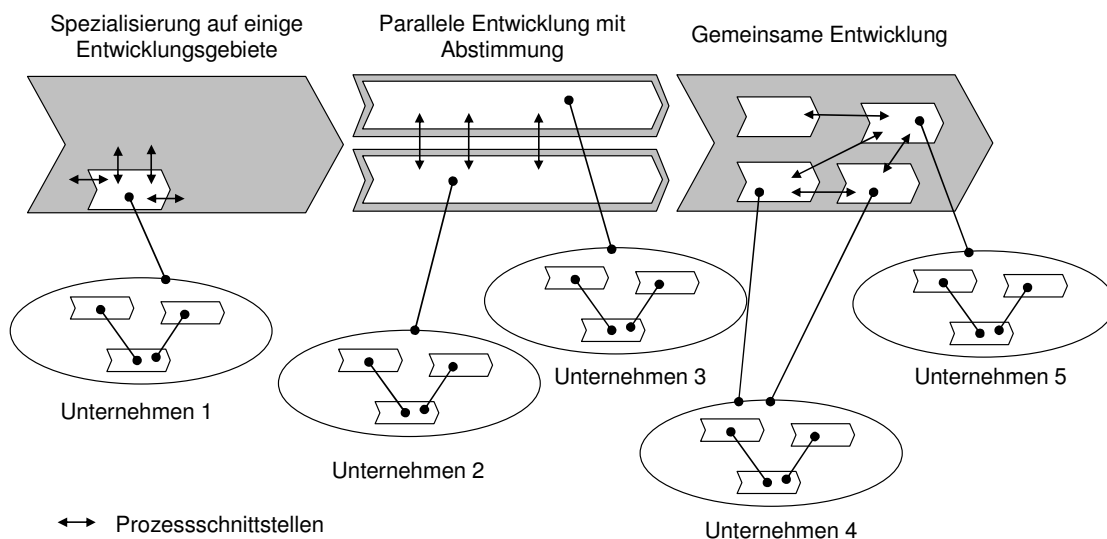 Spezialisierung auf einige
Entwicklungsgebiete
Parallele Entwicklung mit
Abstimmung
Gemeinsame Entwicklung
Unternehmen 1
Unternehmen 2
Unternehmen 3
Unternehmen 4
Unternehmen 5
Prozessschnittstellen